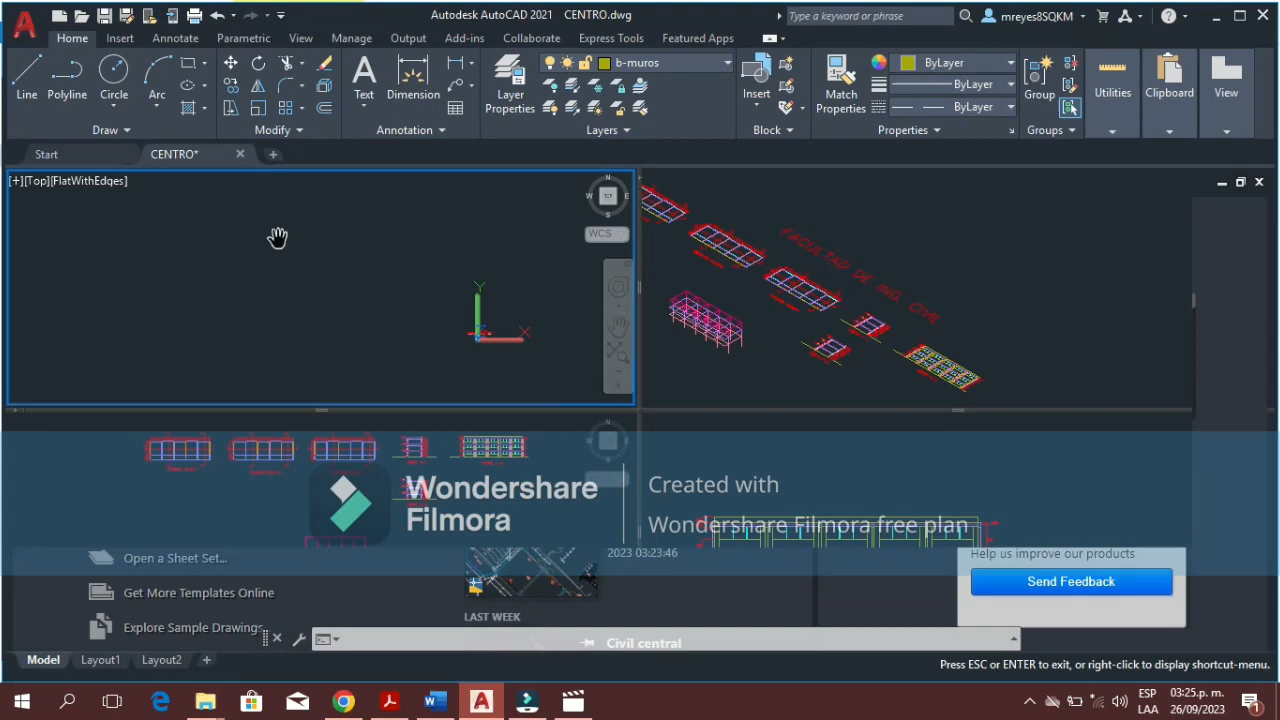 Autodesk AutoCAD 2021 CENTRO.dwg
Type a keyword or phrase
mreyes8SQKM
Home Insert Annotate Parametric View Manage Output Add-ins Collaborate Express Tools Featured Apps
b-muros
ByLayer
ByLayer
ByLayer
Line Polyline Circle Arc
Text Dimension
Layer Properties
Insert
Match Properties
Group
Utilities Clipboard View
Draw Modify Annotation Layers Block Properties Groups
Start CENTRO*
[+][Top][FlatWithEdges]
N
W TOP E
S
WCS
Y
X
FACULTAD DE ING. CIVIL
N
W TOP E
Wondershare
Filmora
Created with
Wondershare Filmora free plan
Open a Sheet Set...
Get More Templates Online
Explore Sample Drawings
2023 03:23:46
LAST WEEK
Civil central
Help us improve our products
Send Feedback
Model Layout1 Layout2 +
Press ESC or ENTER to exit, or right-click to display shortcut-menu.
ESP
LAA
03:25 p. m.
26/09/2023
1